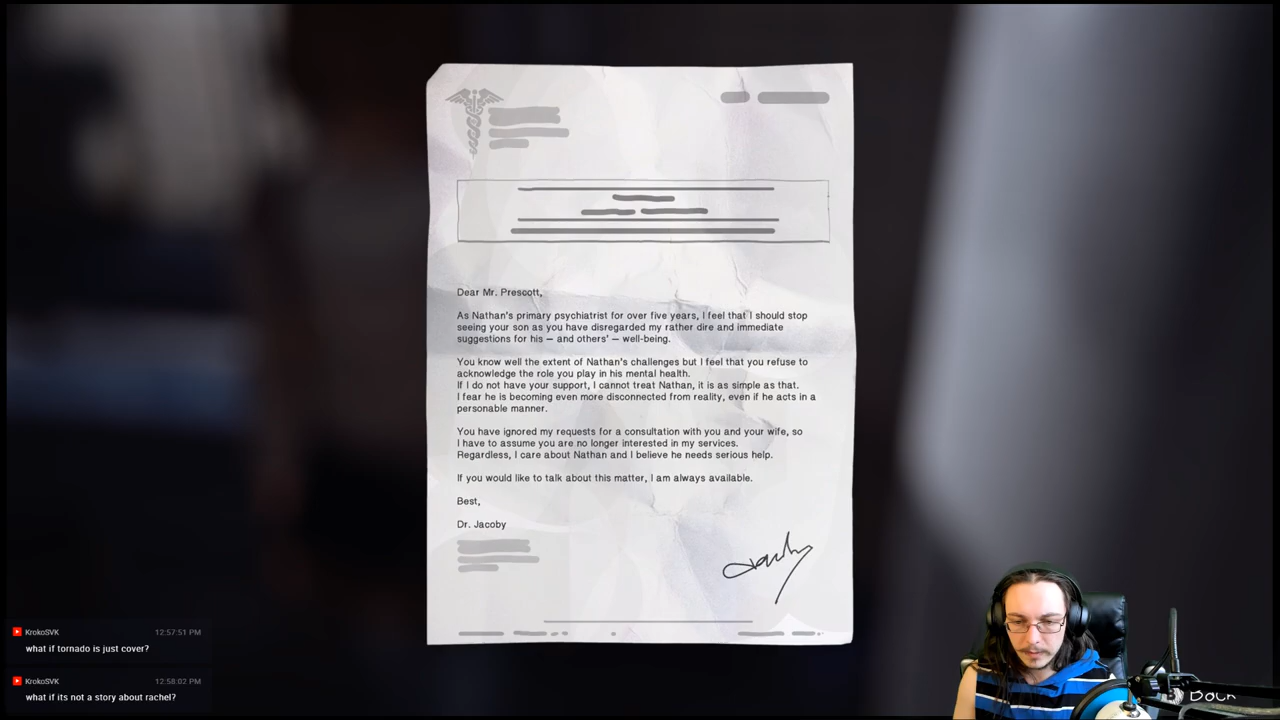 Dear Mr. Prescott,
As Nathan's primary psychiatrist for over five years, I feel that I should stop
seeing your son as you have disregarded my rather dire and immediate
suggestions for his — and others' — well-being.
You know well the extent of Nathan's challenges but I feel that you refuse to
acknowledge the role you play in his mental health.
If I do not have your support, I cannot treat Nathan, it is as simple as that.
I fear he is becoming even more disconnected from reality, even if he acts in a
personable manner.
You have ignored my requests for a consultation with you and your wife, so
I have to assume you are no longer interested in my services.
Regardless, I care about Nathan and I believe he needs serious help.
If you would like to talk about this matter, I am always available.
Best,
Dr. Jacoby
KrokoSVK 12:57:51 PM
what if tornado is just cover?
KrokoSVK 12:58:02 PM
what if its not a story about rachel?